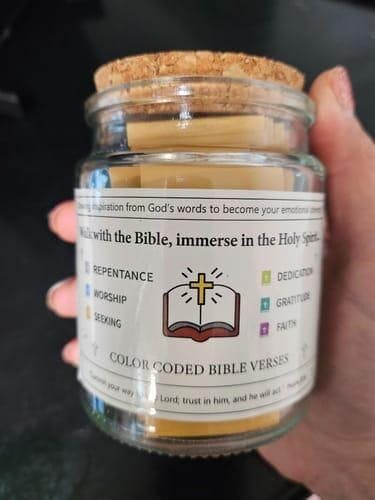 inspiration from God's words to become your emotional
Walk with the Bible, immerse in the Holy Spirit..
REPENTANCE
WORSHIP
SEEKING
DEDICATION
GRATITUDE
FAITH
COLOR CODED BIBLE VERSES
"Commit your way Lord; trust in him, and he will act."